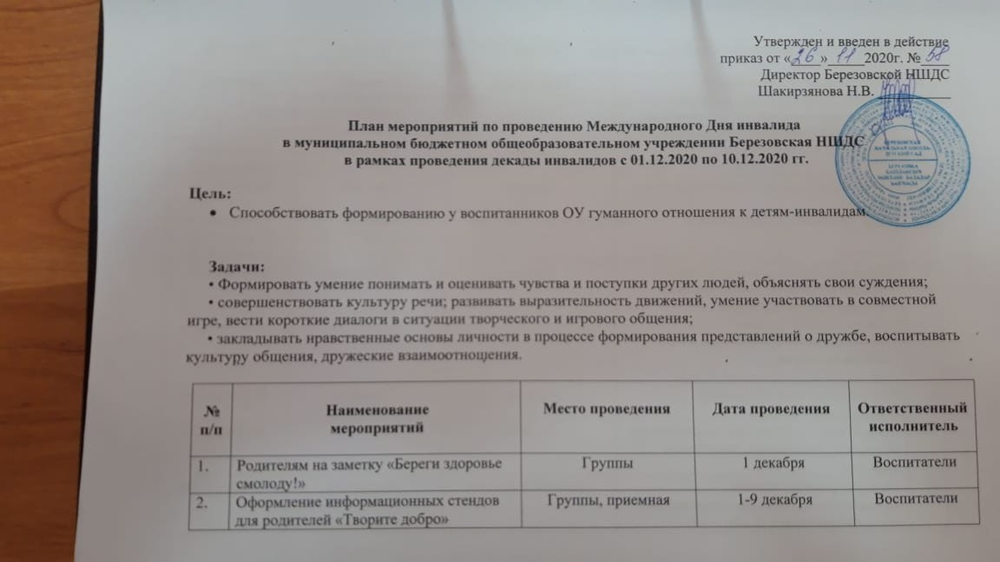 Утвержден и введен в действие
приказ от «26»  11  2020г. № 58
Директор Березовской НШДС
Шакирзянова Н.В.
План мероприятий по проведению Международного Дня инвалида
в муниципальном бюджетном общеобразовательном учреждении Березовская НШДС
в рамках проведения декады инвалидов с 01.12.2020 по 10.12.2020 гг.
Цель:
• Способствовать формированию у воспитанников ОУ гуманного отношения к детям-инвалидам.
Задачи:
• Формировать умение понимать и оценивать чувства и поступки других людей, объяснять свои суждения;
• совершенствовать культуру речи; развивать выразительность движений, умение участвовать в совместной
игре, вести короткие диалоги в ситуации творческого и игрового общения;
• закладывать нравственные основы личности в процессе формирования представлений о дружбе, воспитывать
культуру общения, дружеские взаимоотношения.
№ п/п Наименование мероприятий Место проведения Дата проведения Ответственный исполнитель
1. Родителям на заметку «Береги здоровье Группы 1 декабря Воспитатели
смолоду!»
2. Оформление информационных стендов Группы, приемная 1-9 декабря Воспитатели
для родителей «Творите добро»